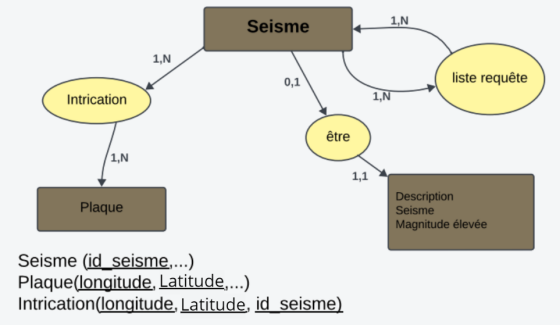 Seisme
1,N
1,N
0,1
1,N
liste requête
Intrication
être
1,N
1,1
Plaque
Description
Seisme
Magnitude élevée
Seisme (id_seisme,...)
Plaque(longitude, Latitude,...)
Intrication(longitude, Latitude, id_seisme)